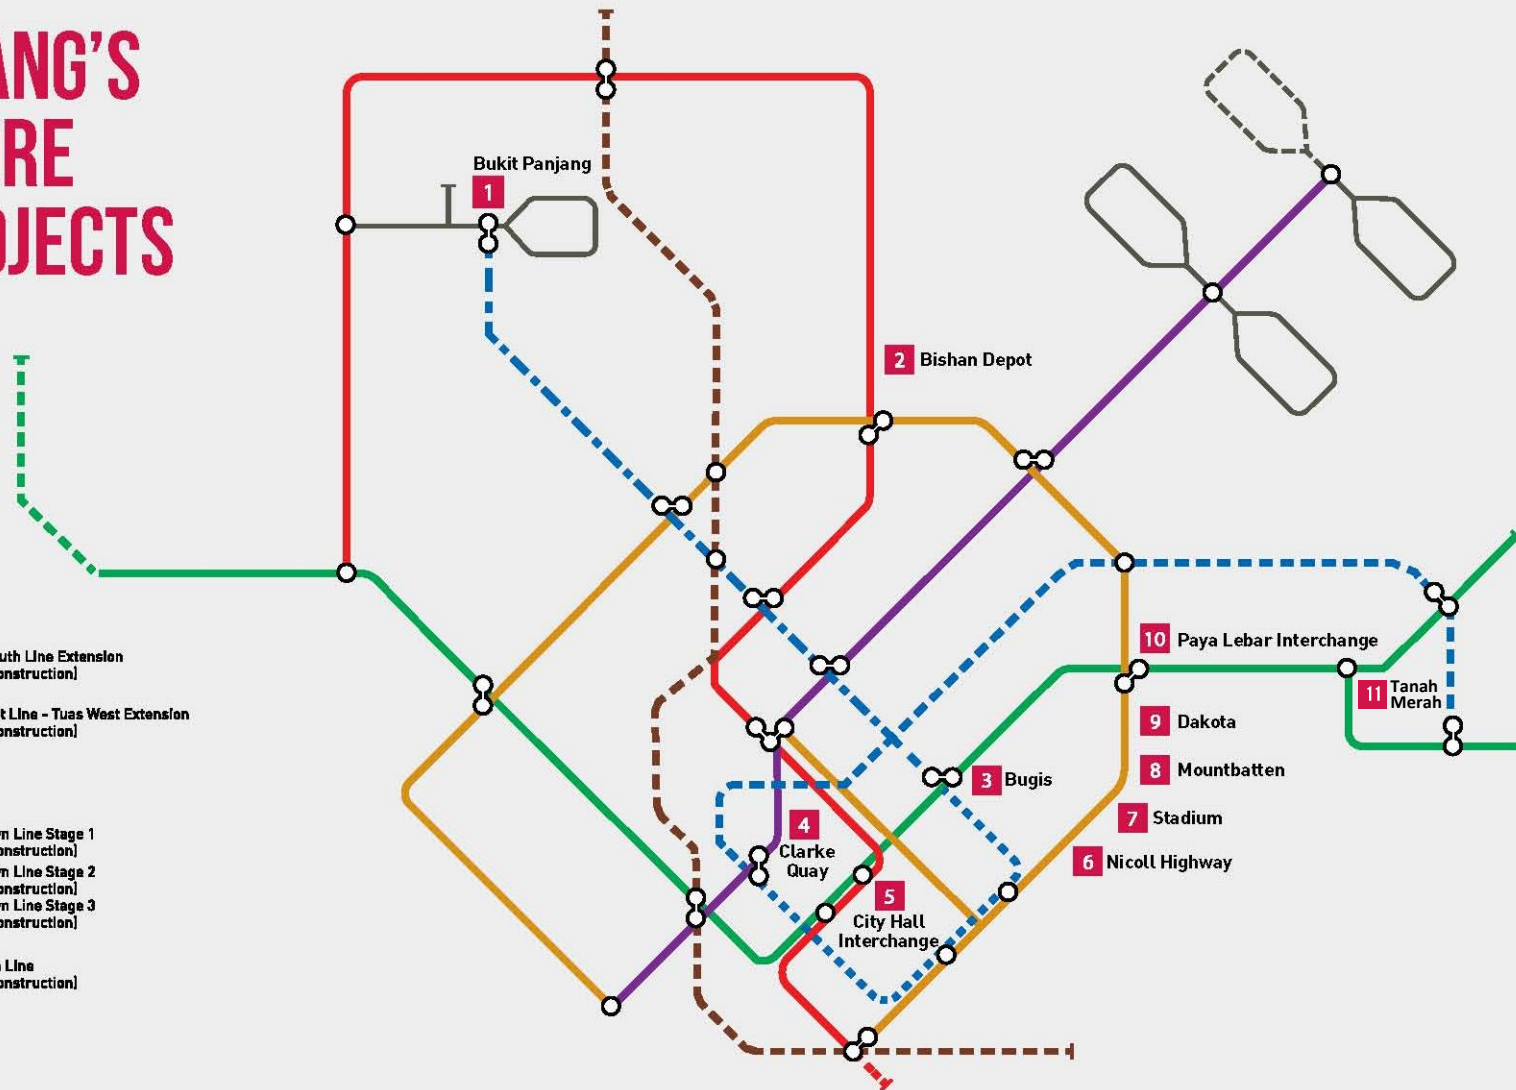 ANG'S
RE
OJECTS
Bukit Panjang
1
2 Bishan Depot
10 Paya Lebar Interchange
11 Tanah
Merah
9 Dakota
8 Mountbatten
7 Stadium
6 Nicoll Highway
3 Bugis
4
Clarke
Quay
5
City Hall
Interchange
uth Line Extension
onstruction)
t Line - Tuas West Extension
onstruction)
n Line Stage 1
onstruction)
n Line Stage 2
onstruction)
n Line Stage 3
onstruction)
Line
onstruction)